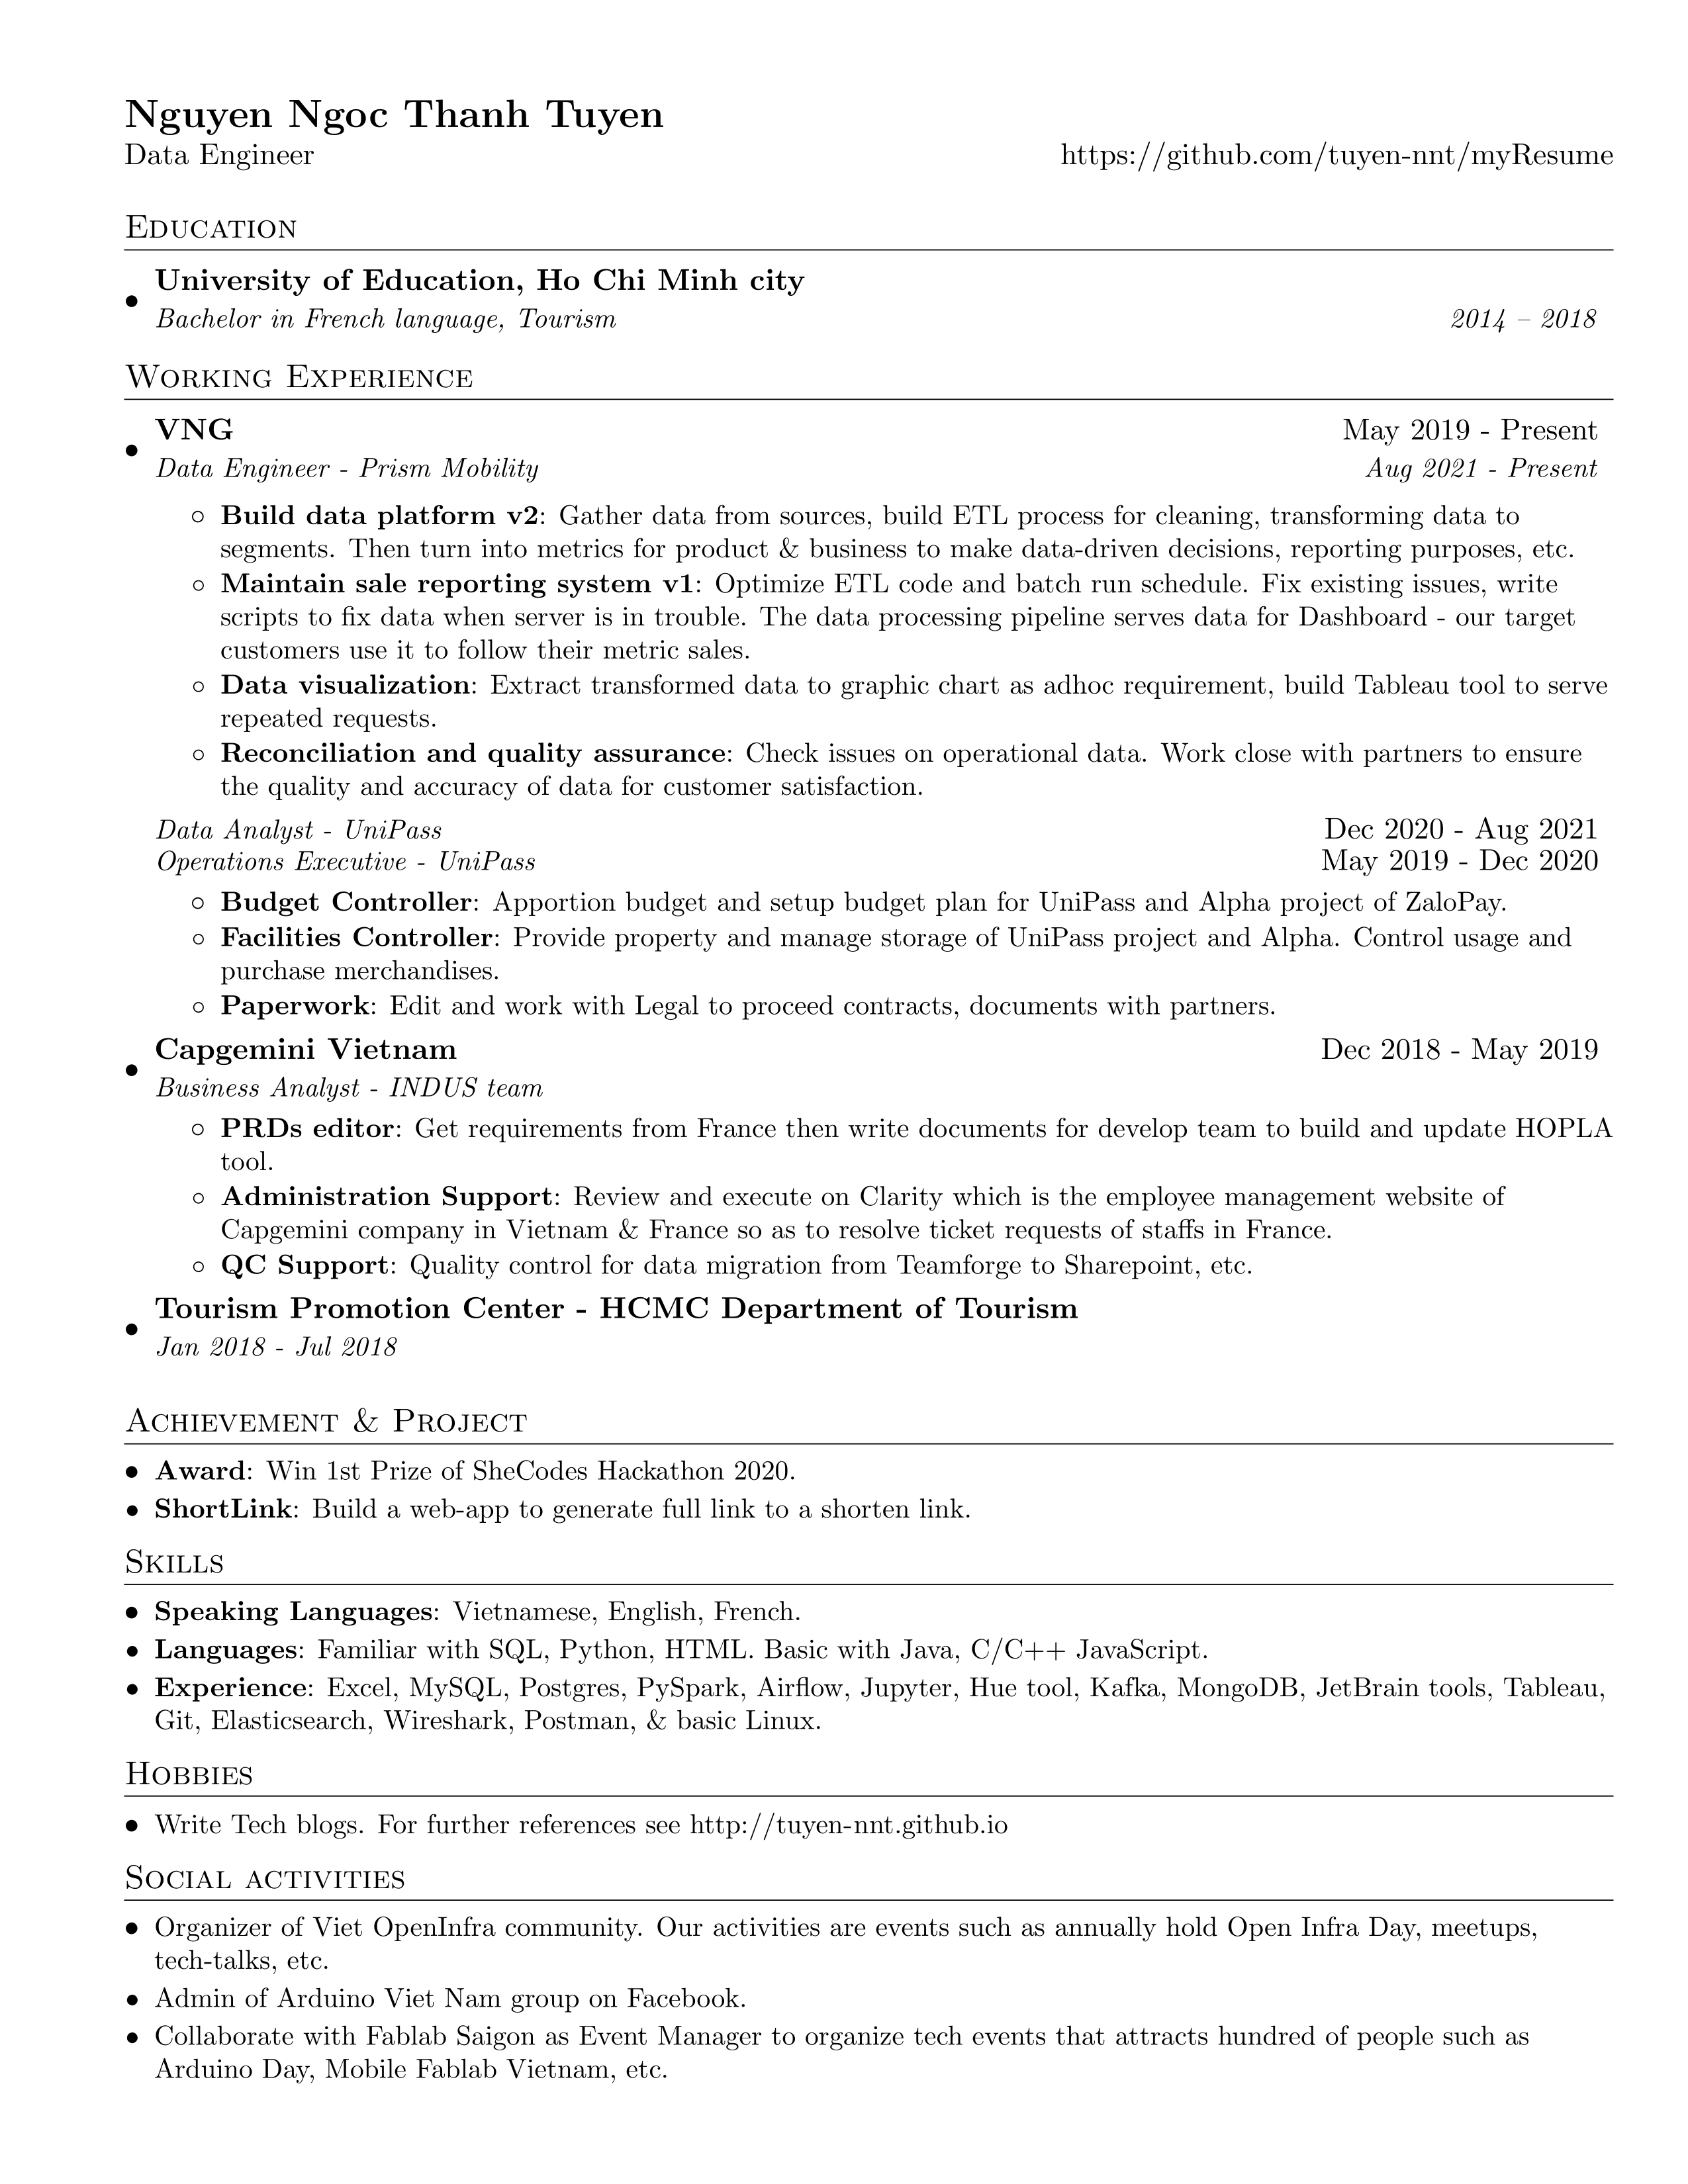 Nguyen Ngoc Thanh Tuyen
Data Engineer https://github.com/tuyen-nnt/myResume
Education
• University of Education, Ho Chi Minh city
Bachelor in French language, Tourism 2014 – 2018
Working Experience
• VNG May 2019 - Present
Data Engineer - Prism Mobility Aug 2021 - Present
◦ Build data platform v2: Gather data from sources, build ETL process for cleaning, transforming data to
segments. Then turn into metrics for product & business to make data-driven decisions, reporting purposes, etc.
◦ Maintain sale reporting system v1: Optimize ETL code and batch run schedule. Fix existing issues, write
scripts to fix data when server is in trouble. The data processing pipeline serves data for Dashboard - our target
customers use it to follow their metric sales.
◦ Data visualization: Extract transformed data to graphic chart as adhoc requirement, build Tableau tool to serve
repeated requests.
◦ Reconciliation and quality assurance: Check issues on operational data. Work close with partners to ensure
the quality and accuracy of data for customer satisfaction.
Data Analyst - UniPass Dec 2020 - Aug 2021
Operations Executive - UniPass May 2019 - Dec 2020
◦ Budget Controller: Apportion budget and setup budget plan for UniPass and Alpha project of ZaloPay.
◦ Facilities Controller: Provide property and manage storage of UniPass project and Alpha. Control usage and
purchase merchandises.
◦ Paperwork: Edit and work with Legal to proceed contracts, documents with partners.
• Capgemini Vietnam Dec 2018 - May 2019
Business Analyst - INDUS team
◦ PRDs editor: Get requirements from France then write documents for develop team to build and update HOPLA
tool.
◦ Administration Support: Review and execute on Clarity which is the employee management website of
Capgemini company in Vietnam & France so as to resolve ticket requests of staffs in France.
◦ QC Support: Quality control for data migration from Teamforge to Sharepoint, etc.
• Tourism Promotion Center - HCMC Department of Tourism
Jan 2018 - Jul 2018
Achievement & Project
• Award: Win 1st Prize of SheCodes Hackathon 2020.
• ShortLink: Build a web-app to generate full link to a shorten link.
Skills
• Speaking Languages: Vietnamese, English, French.
• Languages: Familiar with SQL, Python, HTML. Basic with Java, C/C++ JavaScript.
• Experience: Excel, MySQL, Postgres, PySpark, Airflow, Jupyter, Hue tool, Kafka, MongoDB, JetBrain tools, Tableau,
Git, Elasticsearch, Wireshark, Postman, & basic Linux.
Hobbies
• Write Tech blogs. For further references see http://tuyen-nnt.github.io
Social activities
• Organizer of Viet OpenInfra community. Our activities are events such as annually hold Open Infra Day, meetups,
tech-talks, etc.
• Admin of Arduino Viet Nam group on Facebook.
• Collaborate with Fablab Saigon as Event Manager to organize tech events that attracts hundred of people such as
Arduino Day, Mobile Fablab Vietnam, etc.